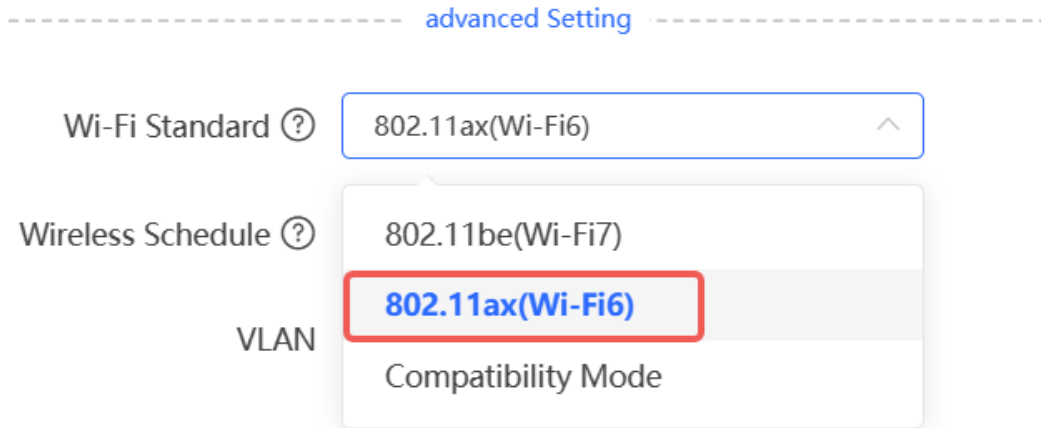 advanced Setting
Wi-Fi Standard ? 802.11ax(Wi-Fi6)
Wireless Schedule ? 802.11be(Wi-Fi7)
802.11ax(Wi-Fi6)
VLAN
Compatibility Mode